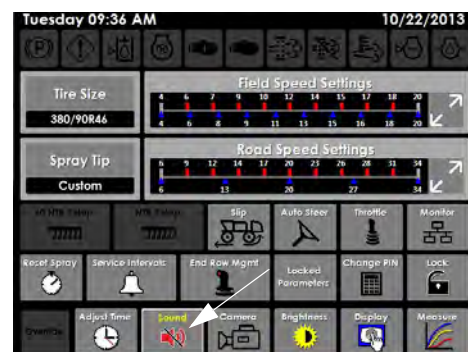 Tuesday 09:36 AM 10/22/2013
(P)
Tire Size
380/90R46
Field Speed Settings
4 6 7 9 10 12 14 15 17 18 20
4 6 8 9 11 13 15 16 18 20
Spray Tip
Custom
Road Speed Settings
6 9 12 14 17 20 23 26 28 31 34
6 13 20 27 34
Slip
Auto Steer
Throttle
Monitor
Reset Spray
Service Intervals
End Row Mgmt
Locked
Parameters
Change PIN
Lock
Override
Adjust Time
Sound
Camera
Brightness
Display
Measure